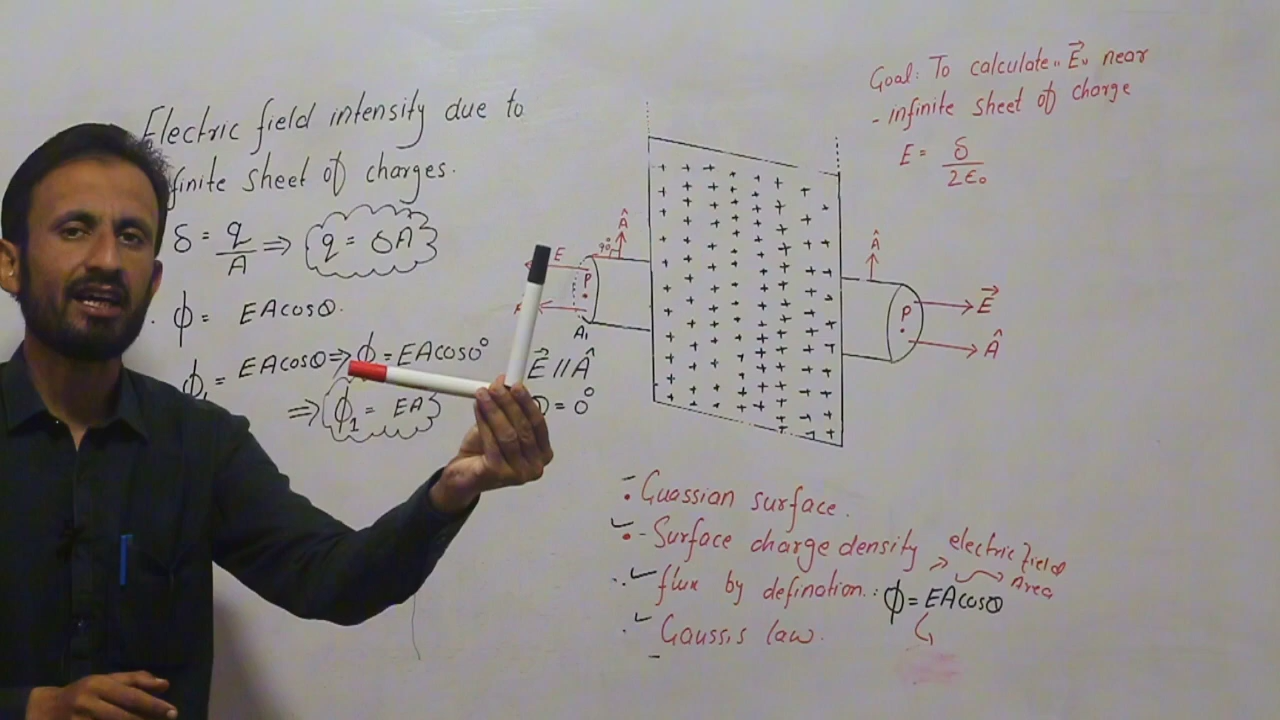 Electric field intensity due to
finite sheet of charges.
δ = q/A ⇒ q = δA
ϕ = EAcosθ.
ϕ₁ = EAcosθ ⇒ ϕ = EAcos0°
⇒ ϕ₁ = EA
E⃗ // Â
θ = 0°
E
90°
Â
P
A₁
Â
P
E⃗
Â
Goal: To calculate " E⃗ " near
- infinite sheet of charge
E = δ/2ε₀
• Guassian surface.
• - Surface charge density
flux by defination. : ϕ = EAcosθ
electric field
Area
Gauss,s law.